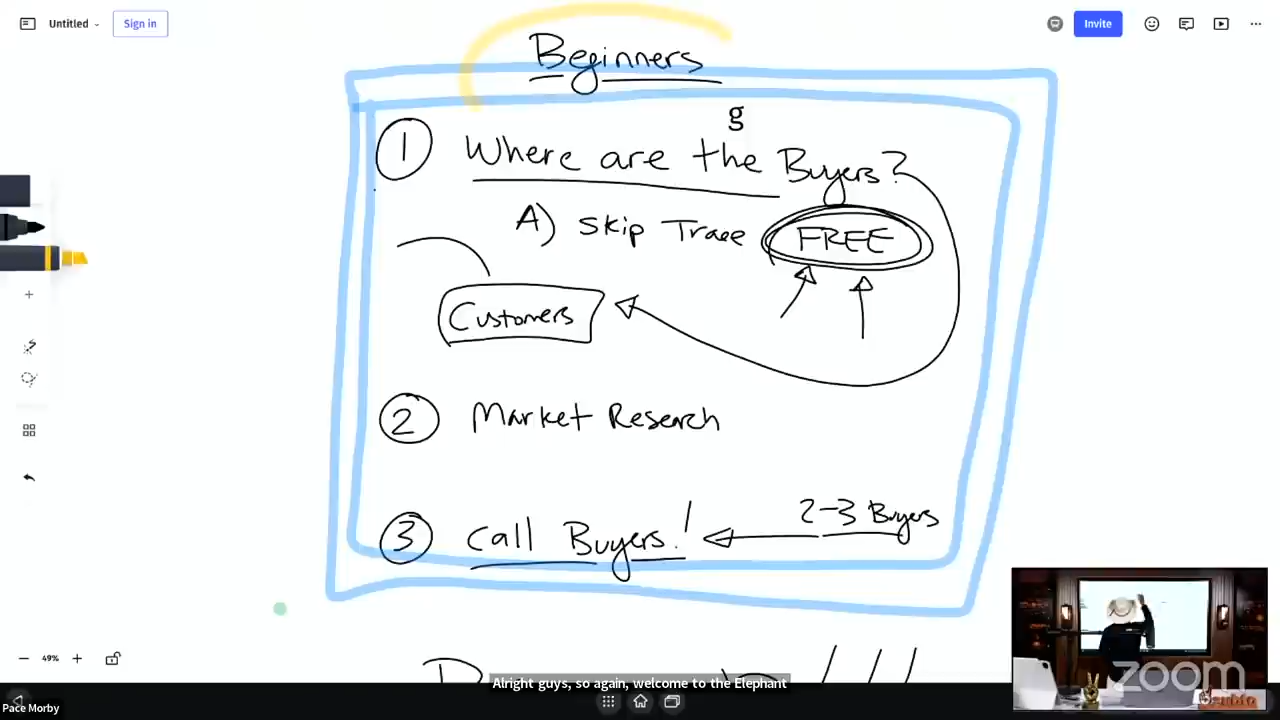 Untitled
Sign in
Invite
Beginners
g
1 Where are the Buyers?
A) Skip Trace FREE
Customers
2 Market Research
2-3 Buyers
3 Call Buyers!
49%
Alright guys, so again, welcome to the Elephant
zoom
Pace Morby